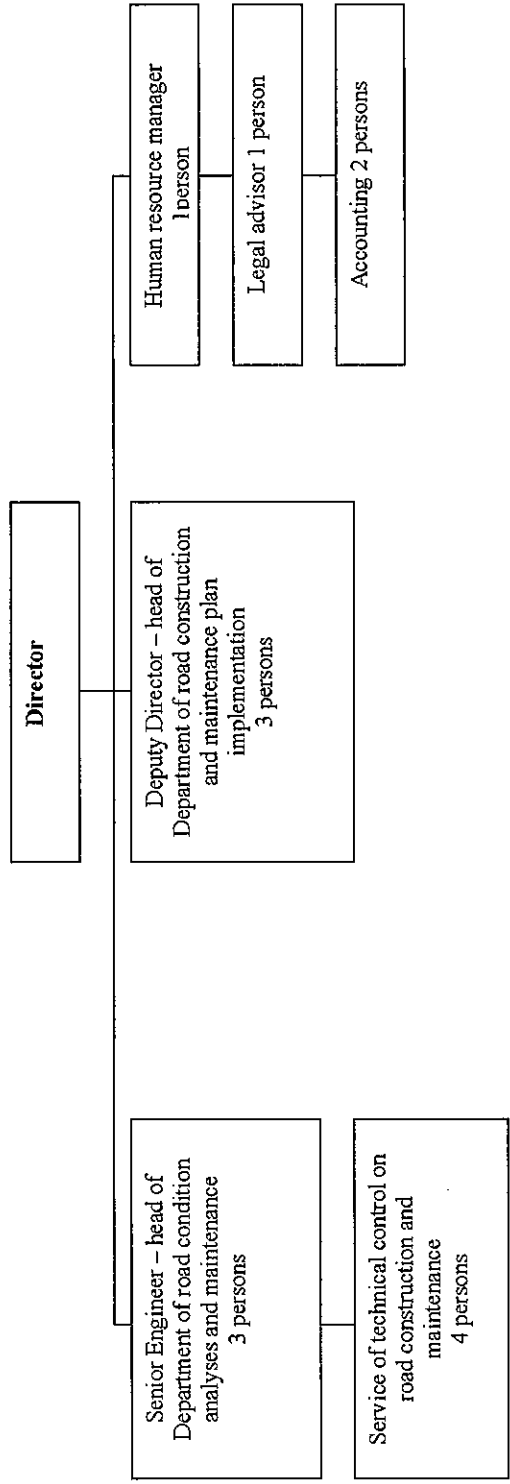 Director
Senior Engineer – head of
Department of road condition
analyses and maintenance
3 persons
Service of technical control on
road construction and
maintenance
4 persons
Deputy Director – head of
Department of road construction
and maintenance plan
implementation
3 persons
Human resource manager
1person
Legal advisor 1 person
Accounting 2 persons